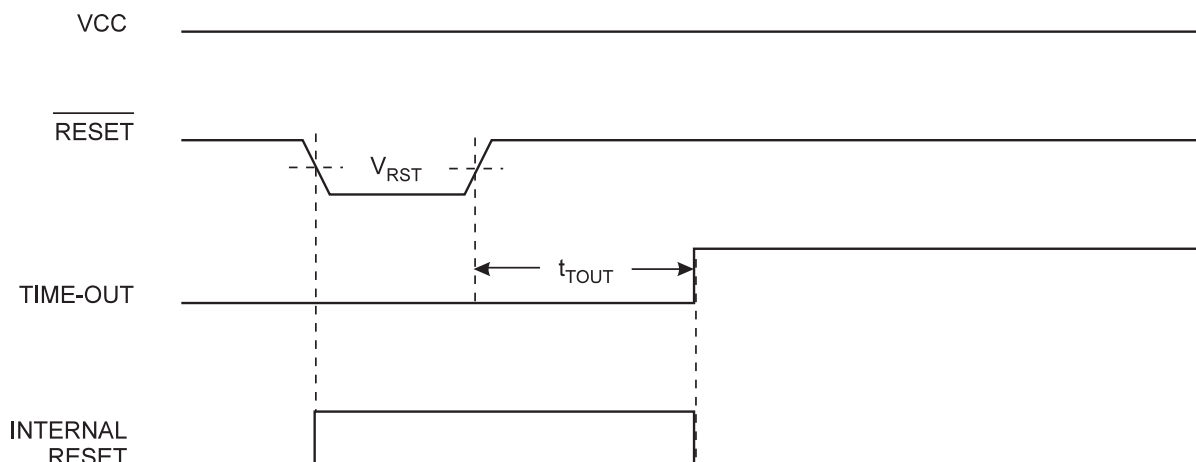 VCC
RESET
V_RST
t_TOUT
TIME-OUT
INTERNAL
RESET